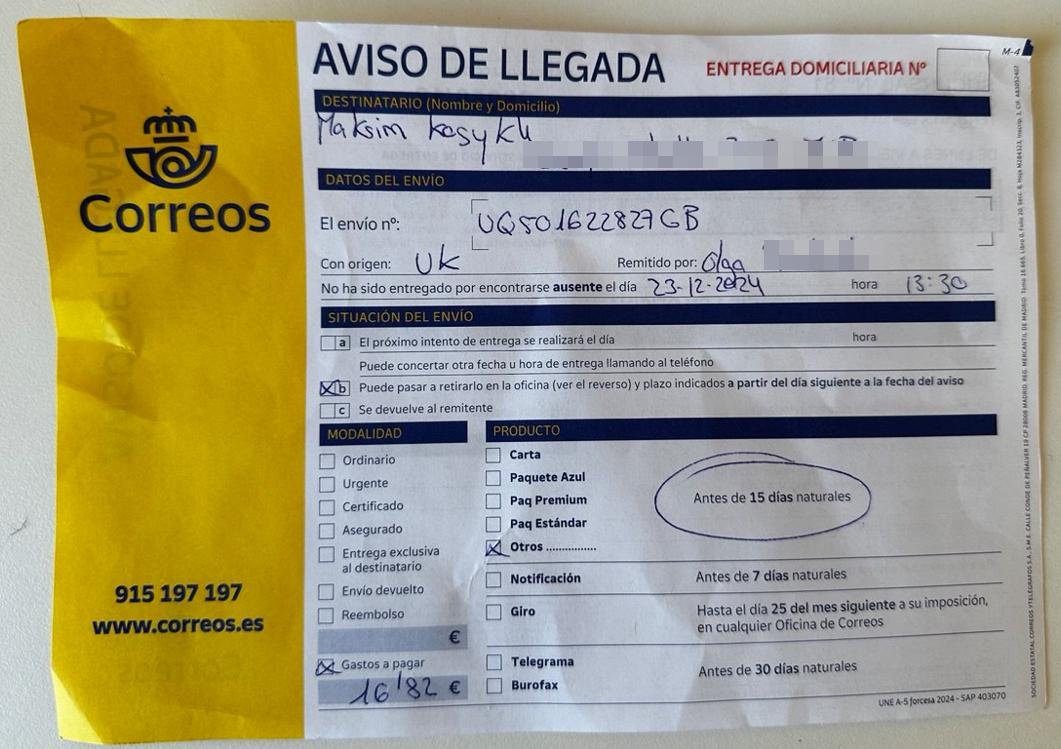 AVISO DE LLEGADA
ENTREGA DOMICILIARIA Nº
M-4
DESTINATARIO (Nombre y Domicilio)
Maksim Kosykh
DATOS DEL ENVÍO
El envío nº: UQ501622827GB
Con origen: UK Remitido por: Olga
No ha sido entregado por encontrarse ausente el día 23-12-2024 hora 13:30
SITUACIÓN DEL ENVÍO
a El próximo intento de entrega se realizará el día hora
Puede concertar otra fecha u hora de entrega llamando al teléfono
b Puede pasar a retirarlo en la oficina (ver el reverso) y plazo indicados a partir del día siguiente a la fecha del aviso
c Se devuelve al remitente
MODALIDAD
Ordinario
Urgente
Certificado
Asegurado
Entrega exclusiva
al destinatario
Envío devuelto
Reembolso
€
Gastos a pagar
16'82 €
PRODUCTO
Carta
Paquete Azul
Paq Premium
Paq Estándar
Otros ..............
Antes de 15 días naturales
Notificación Antes de 7 días naturales
Giro Hasta el día 25 del mes siguiente a su imposición,
en cualquier Oficina de Correos
Telegrama
Burofax
Antes de 30 días naturales
UNE A-5 forcesa 2024 - SAP 403070
Correos
915 197 197
www.correos.es